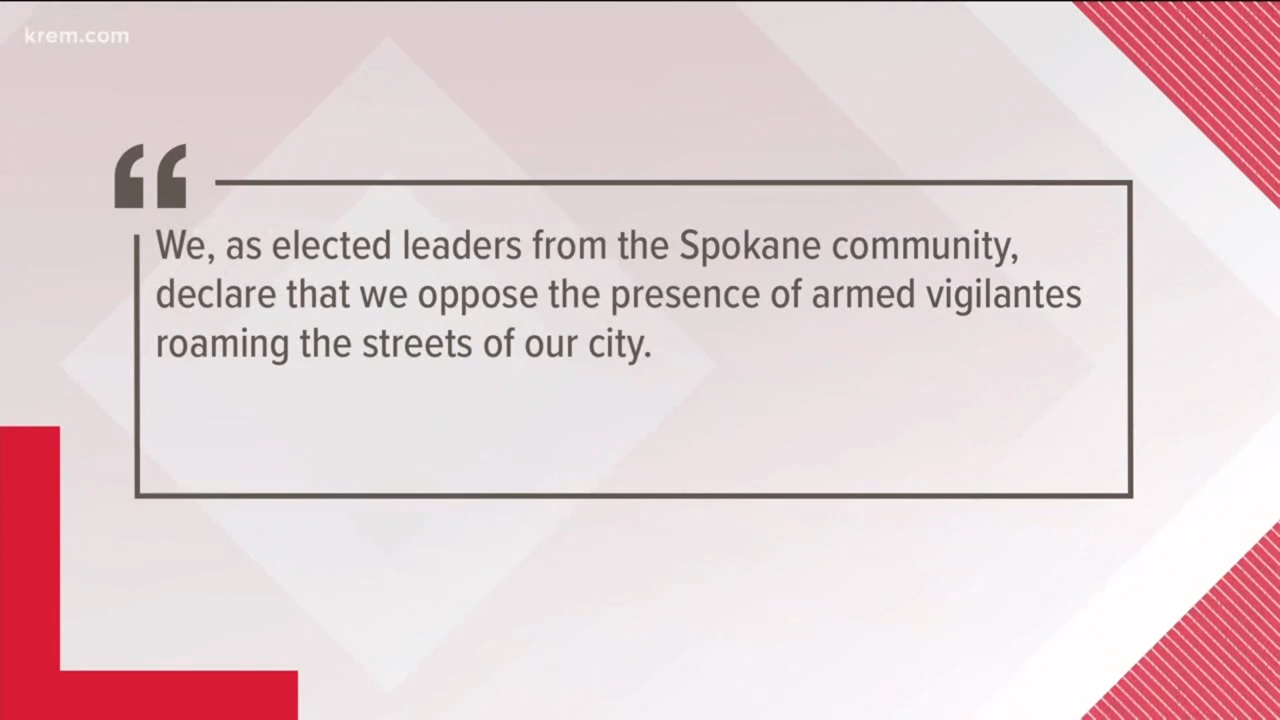 krem.com
“
We, as elected leaders from the Spokane community,
declare that we oppose the presence of armed vigilantes
roaming the streets of our city.